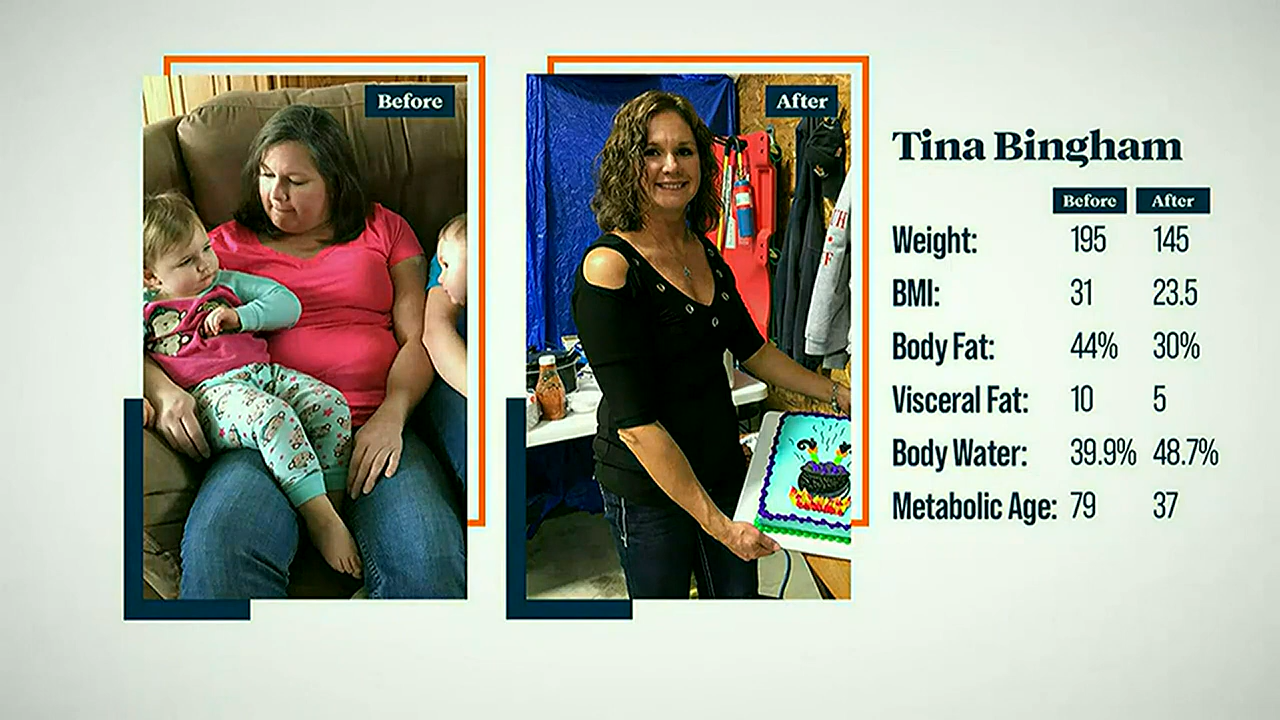 Before
After
Tina Bingham
Before After
Weight: 195 145
BMI: 31 23.5
Body Fat: 44% 30%
Visceral Fat: 10 5
Body Water: 39.9% 48.7%
Metabolic Age: 79 37